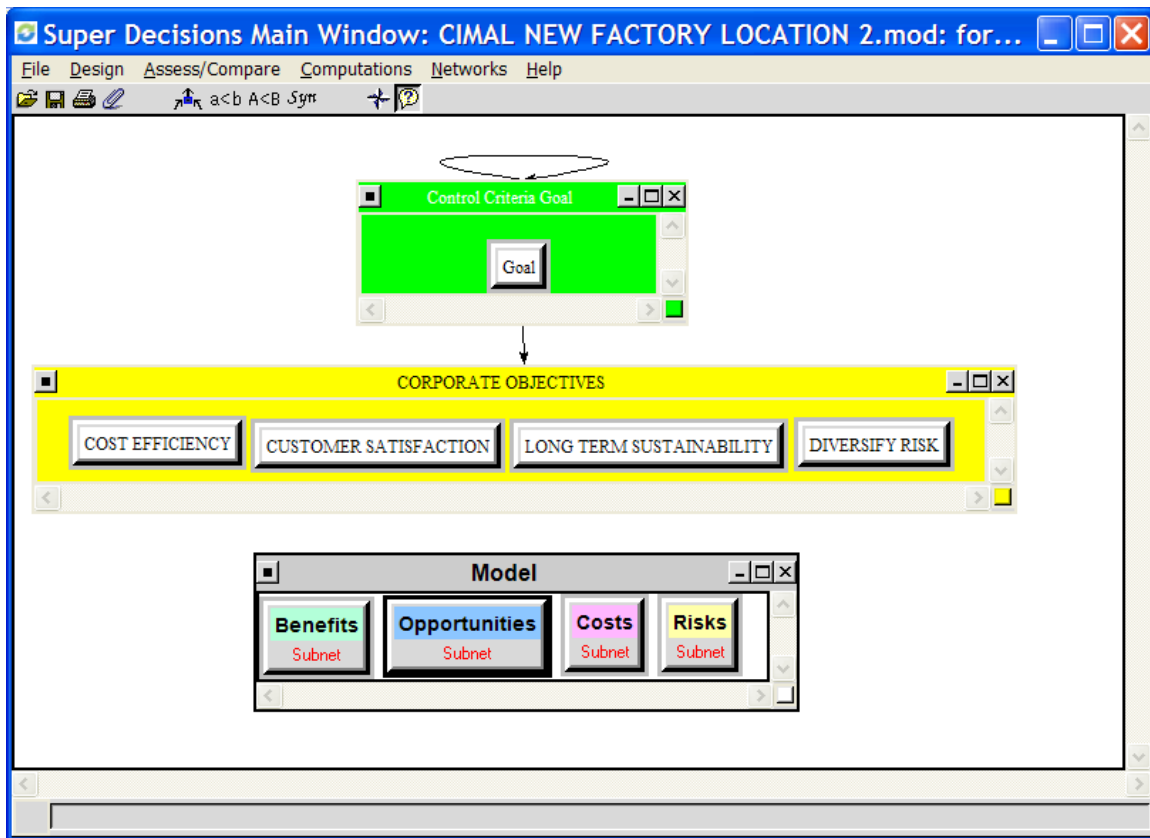 Super Decisions Main Window: CIMAL NEW FACTORY LOCATION 2.mod: for...
File Design Assess/Compare Computations Networks Help
a<b A<B Syn
Control Criteria Goal
Goal
CORPORATE OBJECTIVES
COST EFFICIENCY CUSTOMER SATISFACTION LONG TERM SUSTAINABILITY DIVERSIFY RISK
Model
Benefits Opportunities Costs Risks
Subnet Subnet Subnet Subnet